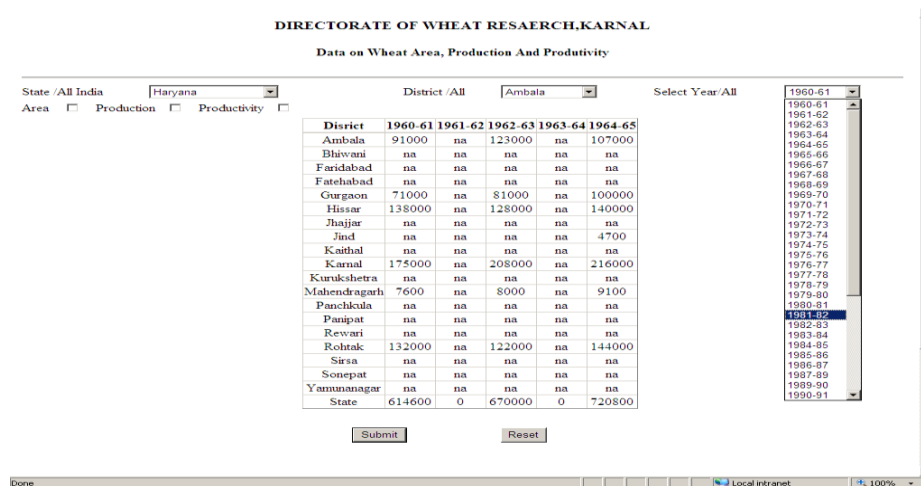 DIRECTORATE OF WHEAT RESAERCH,KARNAL
Data on Wheat Area, Production And Produtivity
State /All India Haryana District /All Ambala Select Year/All 1960-61
Area Production Productivity
Disrict 1960-61 1961-62 1962-63 1963-64 1964-65
Ambala 91000 na 123000 na 107000
Bhiwani na na na na na
Faridabad na na na na na
Fatehabad na na na na na
Gurgaon 71000 na 81000 na 100000
Hissar 138000 na 128000 na 140000
Jhajjar na na na na na
Jind na na na na 4700
Kaithal na na na na na
Karnal 175000 na 208000 na 216000
Kurukshetra na na na na na
Mahendragarh 7600 na 8000 na 9100
Panchkula na na na na na
Panipat na na na na na
Rewari na na na na na
Rohtak 132000 na 122000 na 144000
Sirsa na na na na na
Sonepat na na na na na
Yamunanagar na na na na na
State 614600 0 670000 0 720800
1960-61
1961-62
1962-63
1963-64
1964-65
1965-66
1966-67
1967-68
1968-69
1969-70
1970-71
1971-72
1972-73
1973-74
1974-75
1975-76
1976-77
1977-78
1978-79
1979-80
1980-81
1981-82
1982-83
1983-84
1984-85
1985-86
1986-87
1987-89
1989-90
1990-91
Submit Reset
Done Local intranet 100%